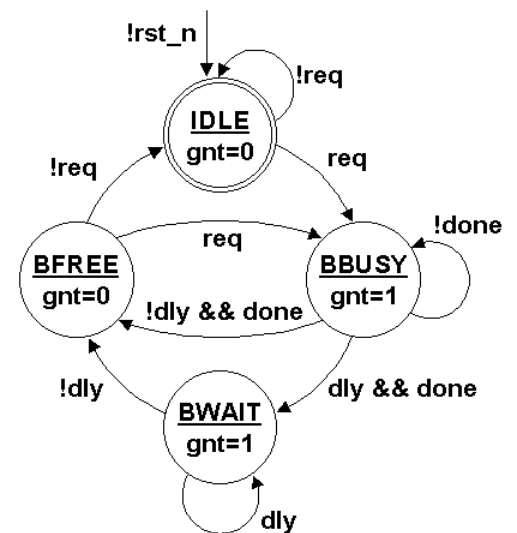 !rst_n
!req
IDLE
gnt=0
!req
req
req
!done
BFREE
gnt=0
BBUSY
gnt=1
!dly && done
!dly
dly && done
BWAIT
gnt=1
dly